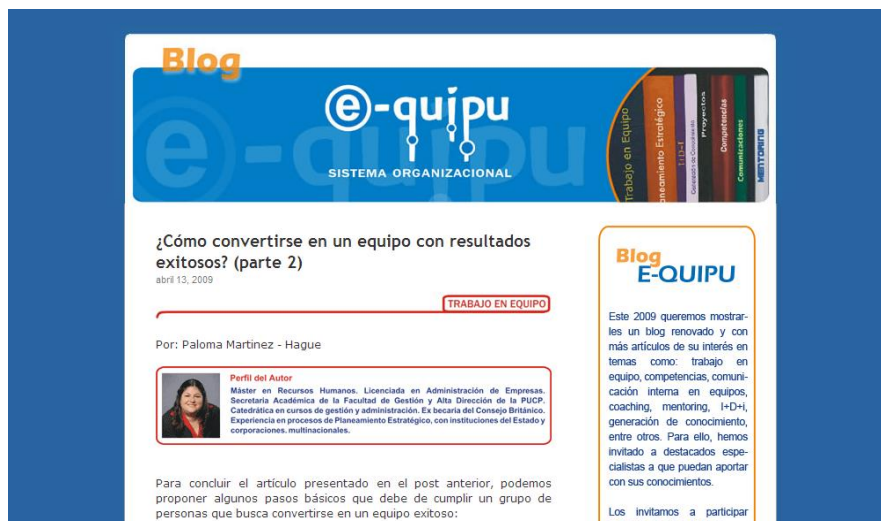 Blog
e-quipu
SISTEMA ORGANIZACIONAL
Trabajo en Equipo
neamiento Estratégico
I+D+i
Generación de Conocimiento
Proyectos
Competencias
Comunicaciones
MENTORING
¿Cómo convertirse en un equipo con resultados
exitosos? (parte 2)
abril 13, 2009
TRABAJO EN EQUIPO
Por: Paloma Martinez - Hague
Perfil del Autor
Máster en Recursos Humanos. Licenciada en Administración de Empresas.
Secretaria Académica de la Facultad de Gestión y Alta Dirección de la PUCP.
Catedrática en cursos de gestión y administración. Ex becaria del Consejo Británico.
Experiencia en procesos de Planeamiento Estratégico, con instituciones del Estado y
corporaciones. multinacionales.
Para concluir el artículo presentado en el post anterior, podemos
proponer algunos pasos básicos que debe de cumplir un grupo de
personas que busca convertirse en un equipo exitoso:
Blog
E-QUIPU
Este 2009 queremos mostrar-
les un blog renovado y con
más artículos de su interés en
temas como: trabajo en
equipo, competencias, comuni-
cación interna en equipos,
coaching, mentoring, I+D+i,
generación de conocimiento,
entre otros. Para ello, hemos
invitado a destacados espe-
cialistas a que puedan aportar
con sus conocimientos.
Los invitamos a participar